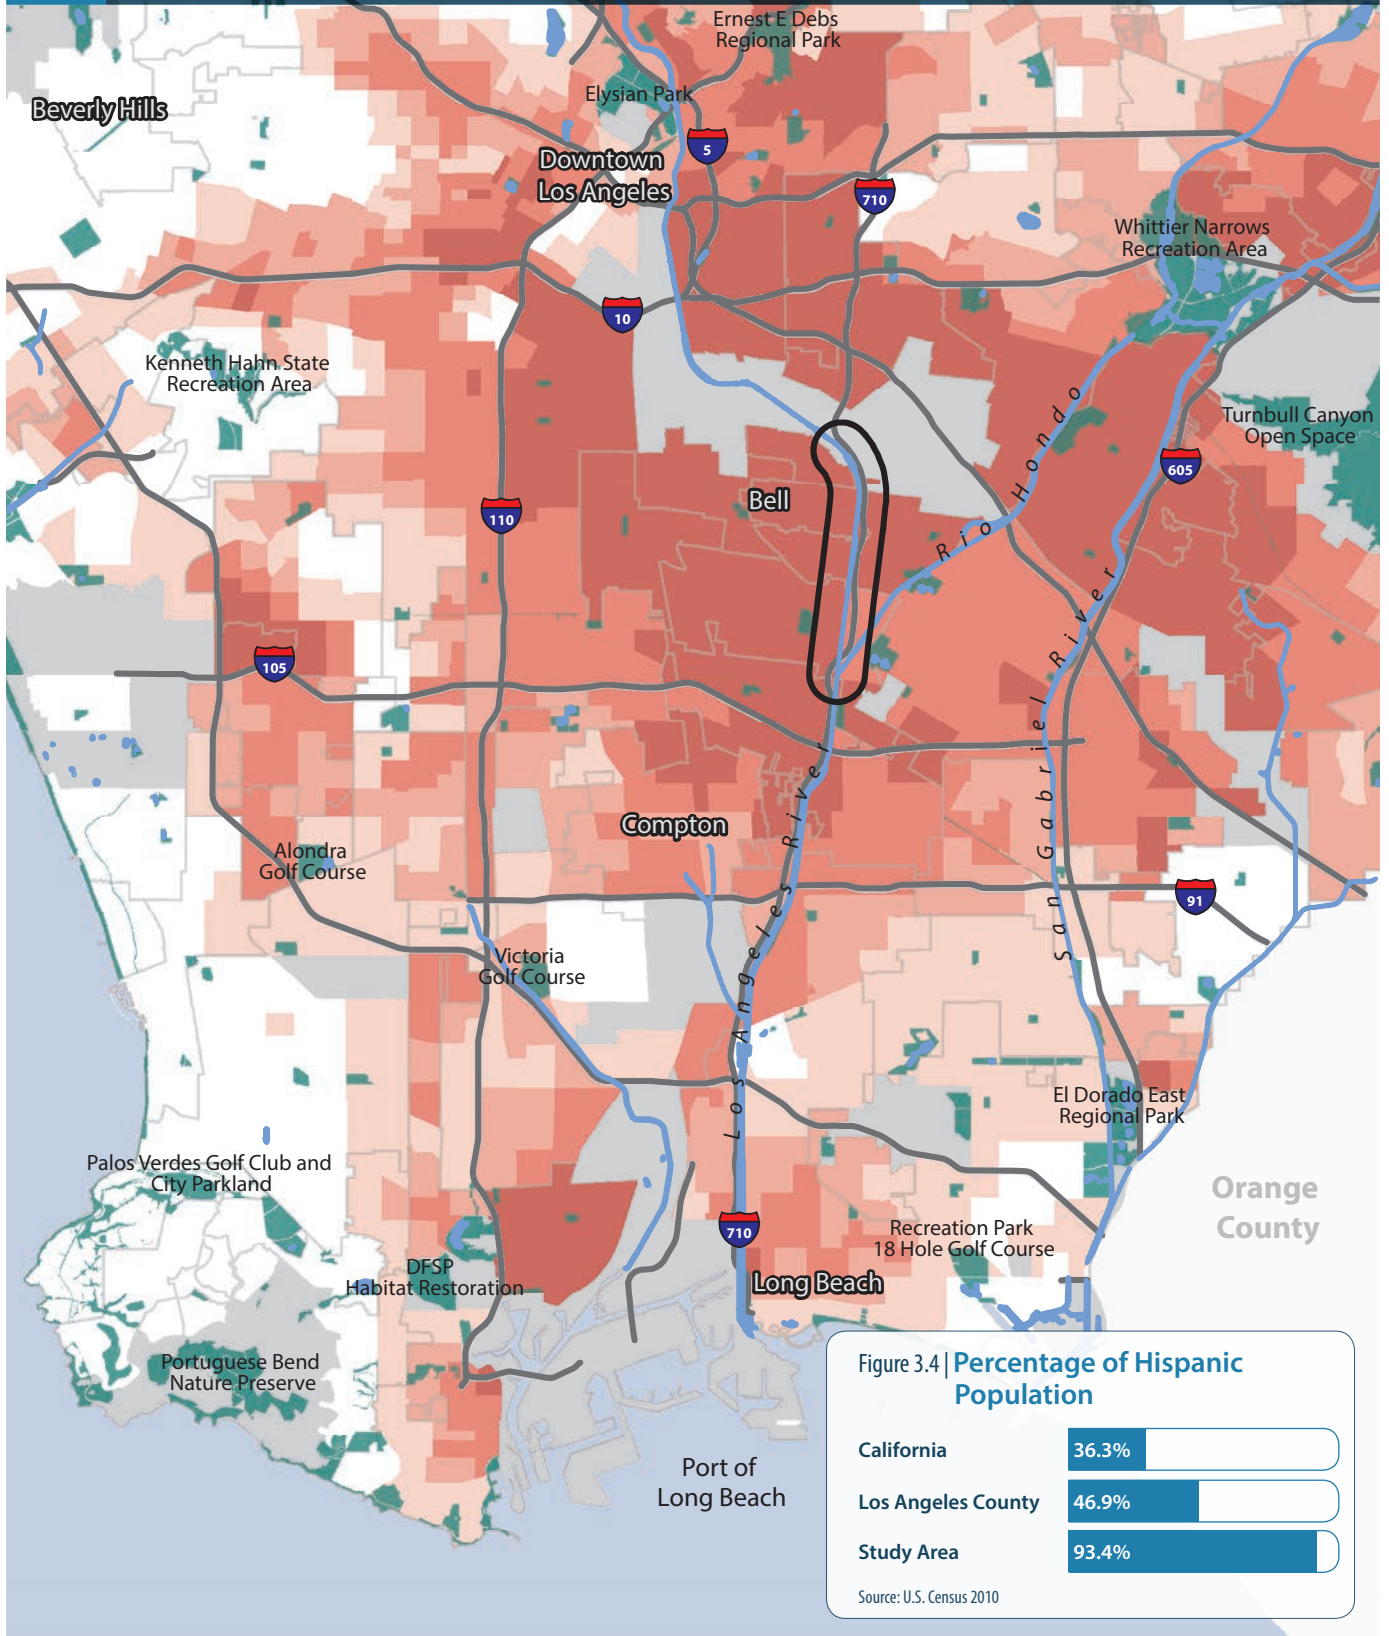 Ernest E Debs
Regional Park
Elysian Park
Beverly Hills
5
Downtown
Los Angeles
710
Whittier Narrows
Recreation Area
10
Kenneth Hahn State
Recreation Area
Rio Hondo
Turnbull Canyon
Open Space
605
Bell
110
San Gabriel River
105
Los Angeles River
Compton
Alondra
Golf Course
91
Victoria
Golf Course
El Dorado East
Regional Park
Palos Verdes Golf Club and
City Parkland
Orange
County
710
Recreation Park
18 Hole Golf Course
DFSP
Habitat Restoration
Long Beach
Portuguese Bend
Nature Preserve
Port of
Long Beach
Figure 3.4 | Percentage of Hispanic
Population
California 36.3%
Los Angeles County 46.9%
Study Area 93.4%
Source: U.S. Census 2010